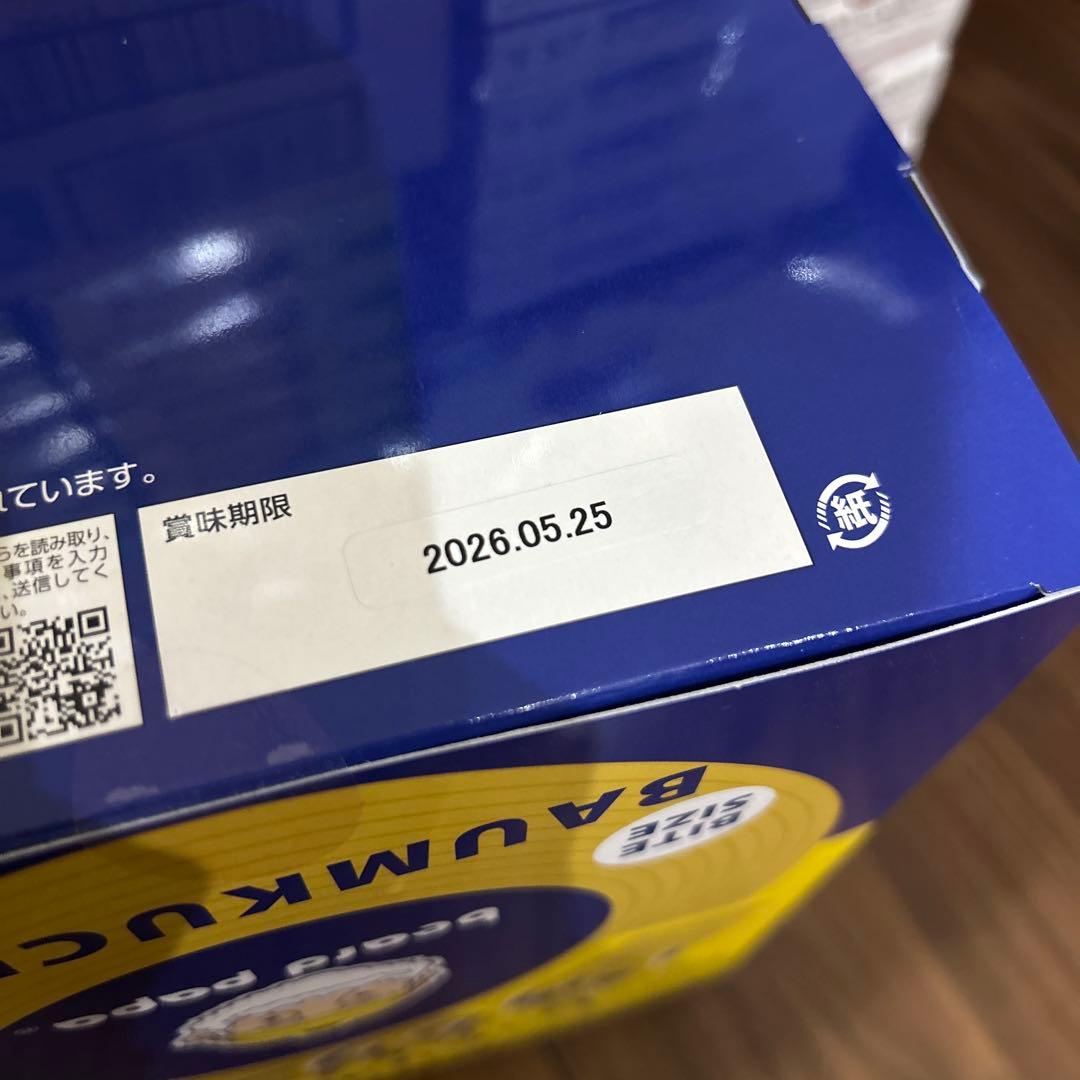 れています。
らを読み取り、
事項を入力
、送信してく
い。
賞味期限
2026.05.25
紙
BITE
SIZE
BAUMKUC
beard papa